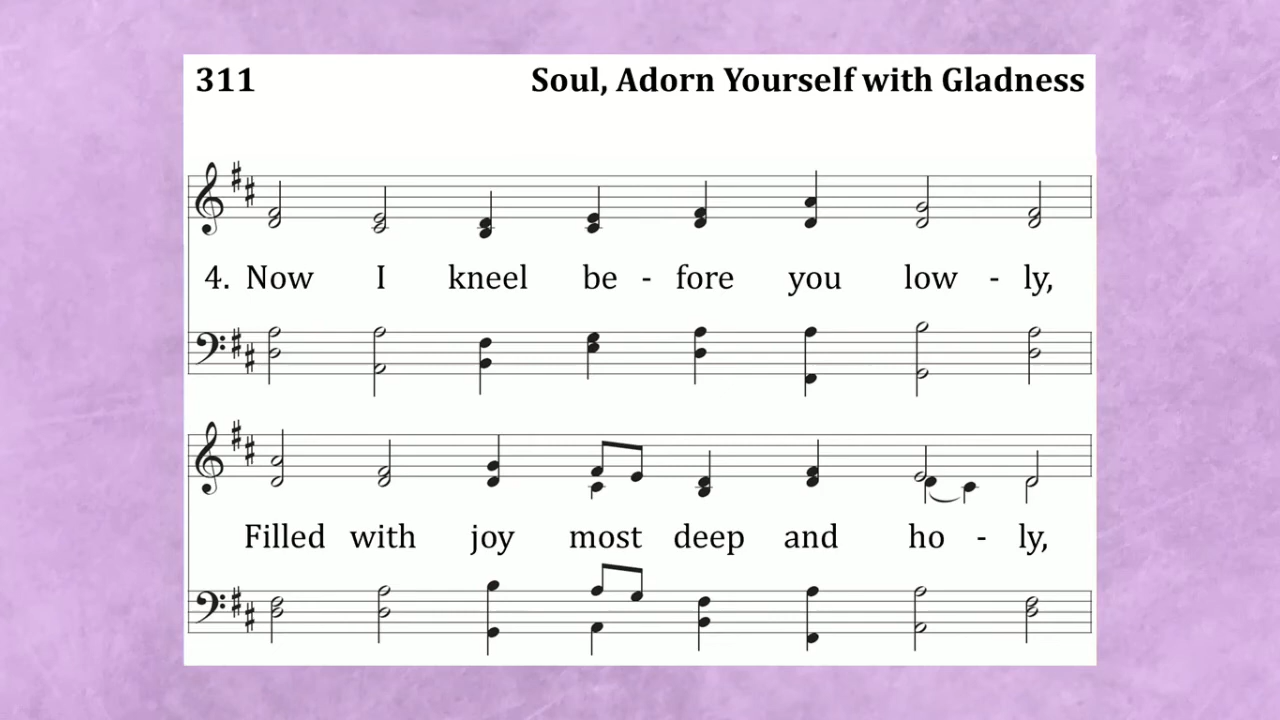 311 Soul, Adorn Yourself with Gladness
4. Now I kneel be - fore you low - ly,
Filled with joy most deep and ho - ly,